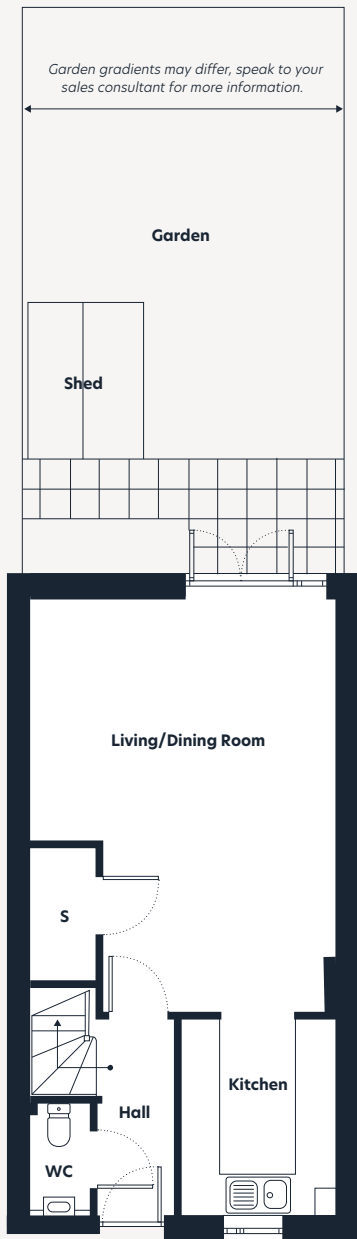 Garden gradients may differ, speak to your
sales consultant for more information.
Garden
Shed
Living/Dining Room
S
Kitchen
Hall
WC